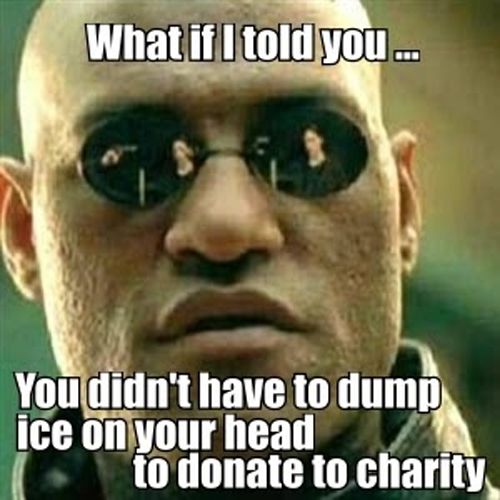 What if I told you ...
You didn't have to dump
ice on your head
to donate to charity